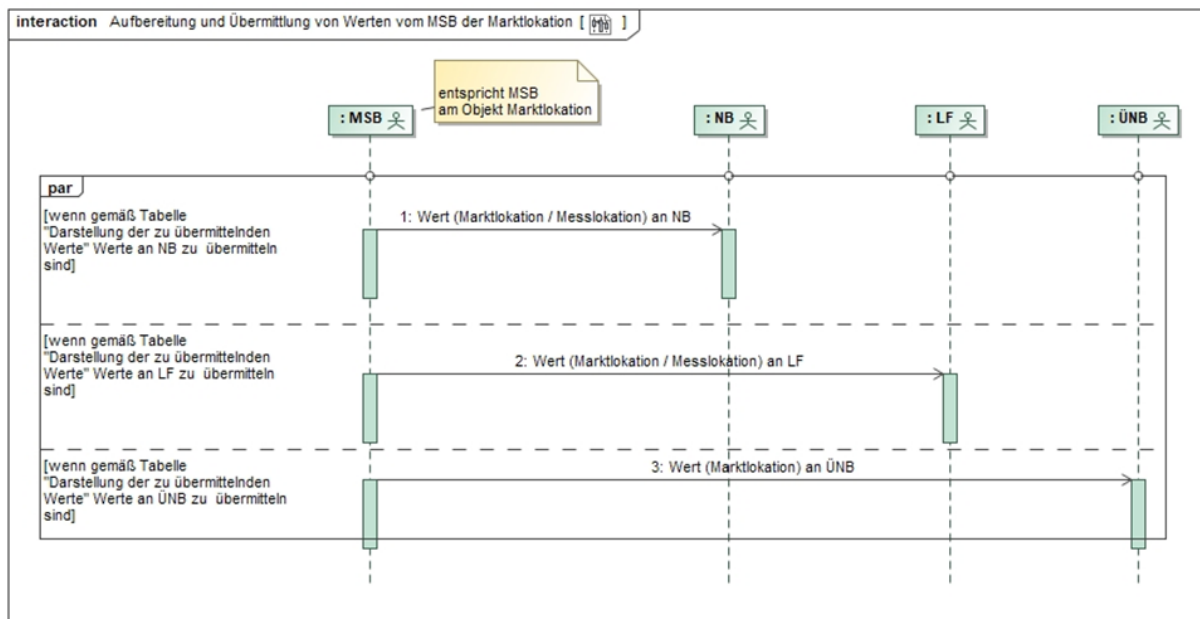 interaction Aufbereitung und Übermittlung von Werten vom MSB der Marktlokation [ ]
entspricht MSB
am Objekt Marktlokation
: MSB
: NB
: LF
: ÜNB
par
[wenn gemäß Tabelle
"Darstellung der zu übermittelnden
Werte" Werte an NB zu übermitteln
sind]
1: Wert (Marktlokation / Messlokation) an NB
[wenn gemäß Tabelle
"Darstellung der zu übermittelnden
Werte" Werte an LF zu übermitteln
sind]
2: Wert (Marktlokation / Messlokation) an LF
[wenn gemäß Tabelle
"Darstellung der zu übermittelnden
Werte" Werte an ÜNB zu übermitteln
sind]
3: Wert (Marktlokation) an ÜNB